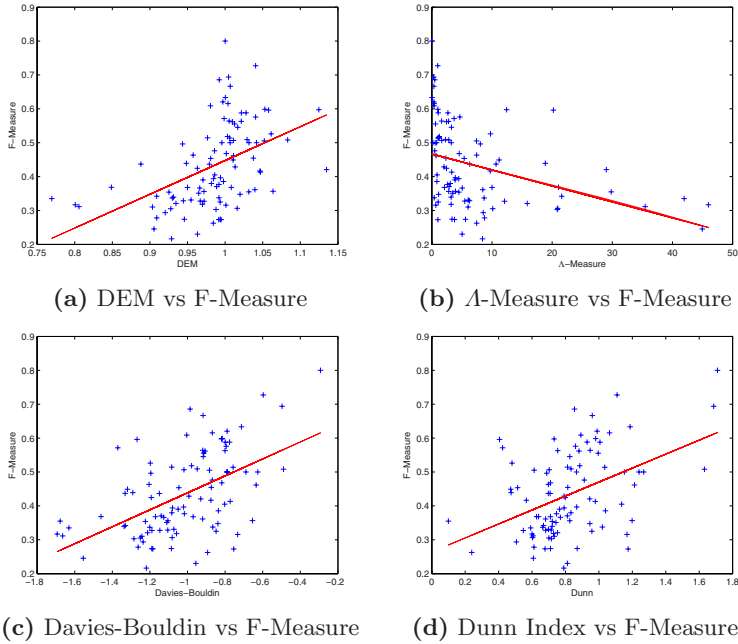 0.9
0.8
0.7
0.6
0.5
0.4
0.3
0.2
F-Measure
0.75 0.8 0.85 0.9 0.95 1 1.05 1.1 1.15
DEM
(a) DEM vs F-Measure
0.9
0.8
0.7
0.6
0.5
0.4
0.3
0.2
F-Measure
0 10 20 30 40 50
Λ-Measure
(b) Λ-Measure vs F-Measure
0.9
0.8
0.7
0.6
0.5
0.4
0.3
0.2
F-Measure
−1.8 −1.6 −1.4 −1.2 −1 −0.8 −0.6 −0.4 −0.2
Davies-Bouldin
(c) Davies-Bouldin vs F-Measure
0.9
0.8
0.7
0.6
0.5
0.4
0.3
0.2
F-Measure
0 0.2 0.4 0.6 0.8 1 1.2 1.4 1.6 1.8
Dunn
(d) Dunn Index vs F-Measure